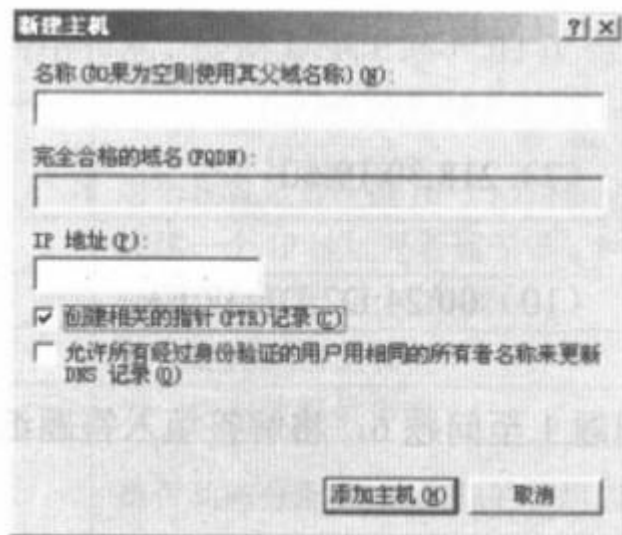 新建主机
? ×
名称(如果为空则使用其父域名称)(N):
完全合格的域名(FQDN):
IP 地址(P):
创建相关的指针(PTR)记录(C)
允许所有经过身份验证的用户用相同的所有者名称来更新
DNS 记录(O)
添加主机(H)
取消